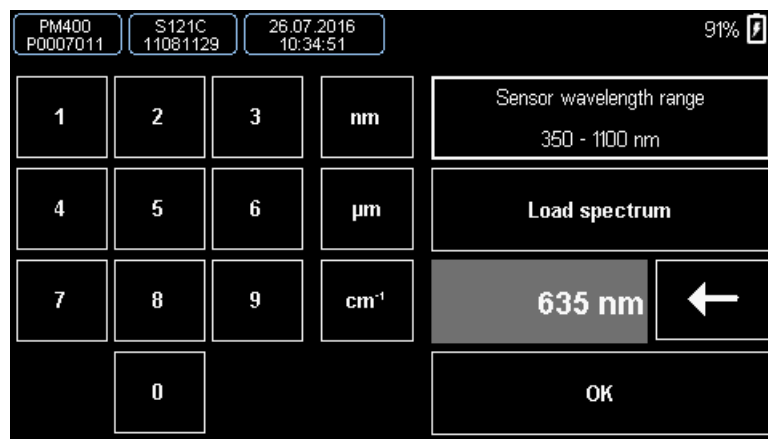 PM400
P0007011
S121C
11081129
26.07.2016
10:34:51
91%
1
2
3
nm
Sensor wavelength range
350 - 1100 nm
4
5
6
µm
Load spectrum
7
8
9
cm⁻¹
635 nm
0
OK